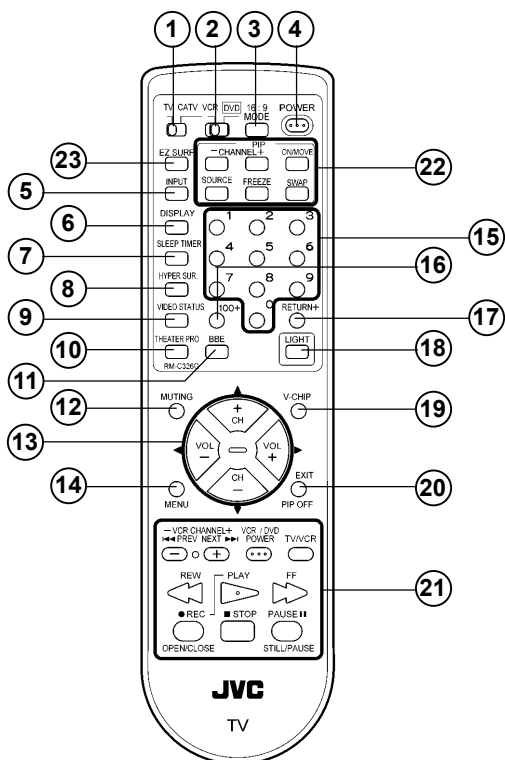 1 2 3 4
TV CATV VCR DVD 16:9 MODE POWER
PIP
23 EZ SURF − CHANNEL + ON/MOVE 22
5 INPUT SOURCE FREEZE SWAP
6 DISPLAY 1 2 3
7 SLEEP TIMER 4 5 6 15
8 HYPER SUR. 7 8 9 16
9 VIDEO STATUS 100+ 0 RETURN+ 17
10 THEATER PRO BBE LIGHT 18
RM-C326G
11
12 MUTING V-CHIP 19
+
CH
13 VOL − VOL +
CH
−
14 MENU EXIT 20
PIP OFF
− VCR CHANNEL + VCR / DVD
⏮ PREV NEXT ⏭ POWER TV/VCR
− +
REW PLAY FF 21
● REC ■ STOP PAUSE ⏸
OPEN/CLOSE STILL/PAUSE
JVC
TV